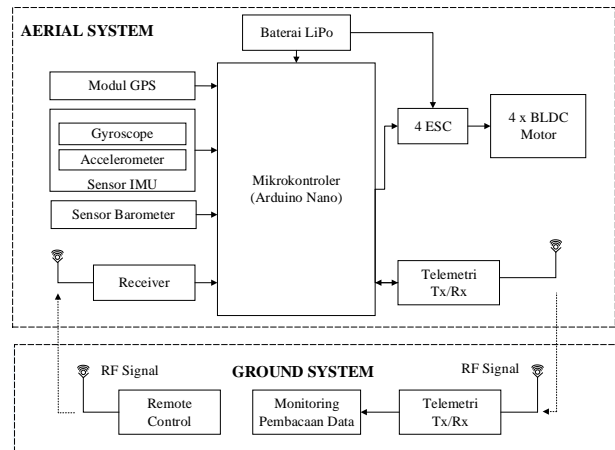 AERIAL SYSTEM
Baterai LiPo
Modul GPS
Gyroscope
Accelerometer
Sensor IMU
Sensor Barometer
Receiver
Mikrokontroler
(Arduino Nano)
4 ESC
4 x BLDC
Motor
Telemetri
Tx/Rx
RF Signal
GROUND SYSTEM
RF Signal
Remote
Control
Monitoring
Pembacaan Data
Telemetri
Tx/Rx